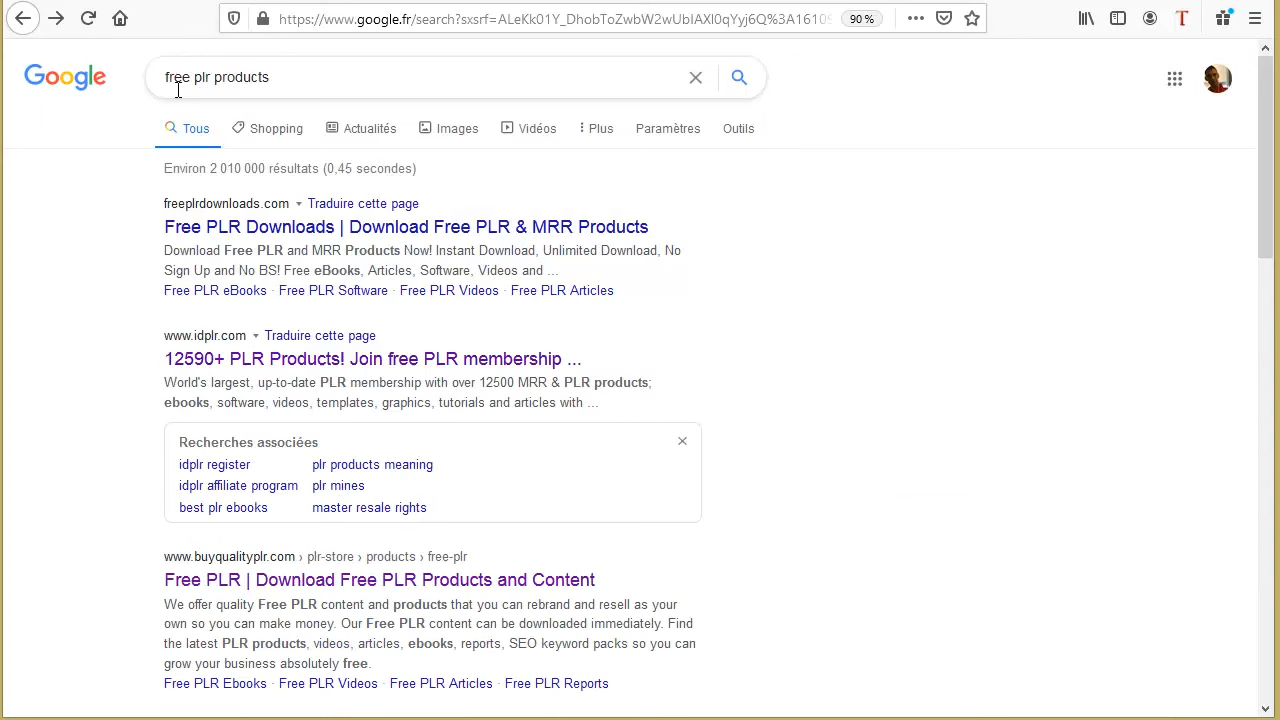 https://www.google.fr/search?sxsrf=ALeKk01Y_DhobToZwbW2wUbIAXl0qYyj6Q%3A16109
90 %
T
Google
free plr products
Tous
Shopping
Actualités
Images
Vidéos
Plus
Paramètres
Outils
Environ 2 010 000 résultats (0,45 secondes)
freeplrdownloads.com
Traduire cette page
Free PLR Downloads | Download Free PLR & MRR Products
Download Free PLR and MRR Products Now! Instant Download, Unlimited Download, No
Sign Up and No BS! Free eBooks, Articles, Software, Videos and ...
Free PLR eBooks · Free PLR Software · Free PLR Videos · Free PLR Articles
www.idplr.com
Traduire cette page
12590+ PLR Products! Join free PLR membership ...
World's largest, up-to-date PLR membership with over 12500 MRR & PLR products;
ebooks, software, videos, templates, graphics, tutorials and articles with ...
Recherches associées
idplr register
plr products meaning
idplr affiliate program
plr mines
best plr ebooks
master resale rights
www.buyqualityplr.com › plr-store › products › free-plr
Free PLR | Download Free PLR Products and Content
We offer quality Free PLR content and products that you can rebrand and resell as your
own so you can make money. Our Free PLR content can be downloaded immediately. Find
the latest PLR products, videos, articles, ebooks, reports, SEO keyword packs so you can
grow your business absolutely free.
Free PLR Ebooks · Free PLR Videos · Free PLR Articles · Free PLR Reports